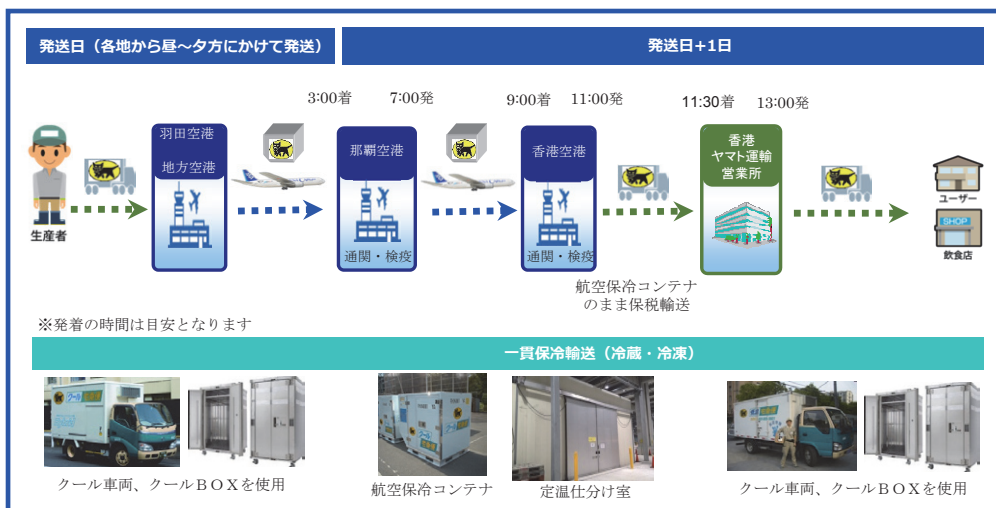 発送日（各地から昼～夕方にかけて発送）
発送日+1日
3:00着
7:00発
9:00着
11:00発
11:30着
13:00発
羽田空港
地方空港
那覇空港
香港空港
香港
ヤマト運輸
営業所
生産者
通関・検疫
通関・検疫
ユーザー
SHOP
飲食店
航空保冷コンテナ
のまま保税輸送
※発着の時間は目安となります
一貫保冷輸送（冷蔵・冷凍）
クール
クール車両、クールＢＯＸを使用
航空保冷コンテナ
定温仕分け室
クール車両、クールＢＯＸを使用